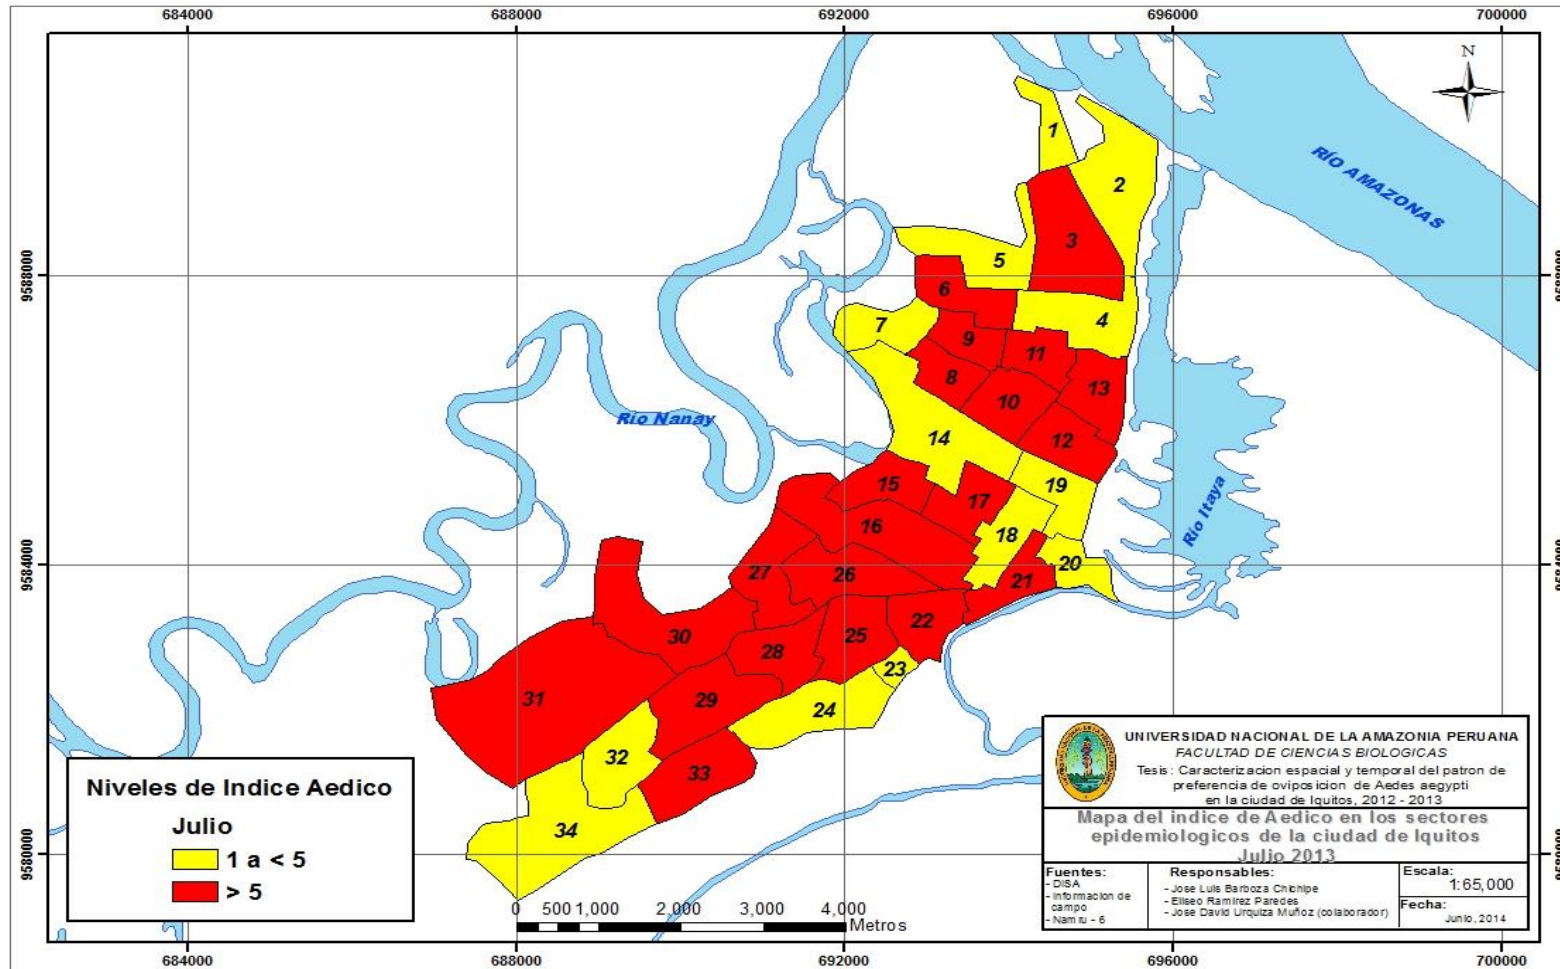 684000 688000 692000 696000 700000
N
RÍO AMAZONAS
1
2
3
9588000 9588000
5
6
4
7
9
11
8
13
10
Río Nanay
12
14
19
15
17
Río Itaya
16
18
9584000
20
27
26
21
22
30
25
28
23
31
29
24
32
33
34
Niveles de Indice Aedico
Julio
1 a < 5
> 5
0 500 1,000 2,000 3,000 4,000
Metros
UNIVERSIDAD NACIONAL DE LA AMAZONIA PERUANA
FACULTAD DE CIENCIAS BIOLOGICAS
Tesis : Caracterizacion espacial y temporal del patron de
preferencia de oviposicion de Aedes aegypti
en la ciudad de Iquitos, 2012 - 2013
Mapa del indice de Aedico en los sectores
epidemiologicos de la ciudad de Iquitos
Julio 2013
Fuentes:
- DISA
- Informacion de
campo
- Namru - 6
Responsables:
- Jose Luis Barboza Chichipe
- Eliseo Ramirez Paredes
- Jose David Urquiza Muñoz (colaborador)
Escala:
1:65,000
Fecha:
Junio, 2014
9580000
684000 688000 692000 696000 700000